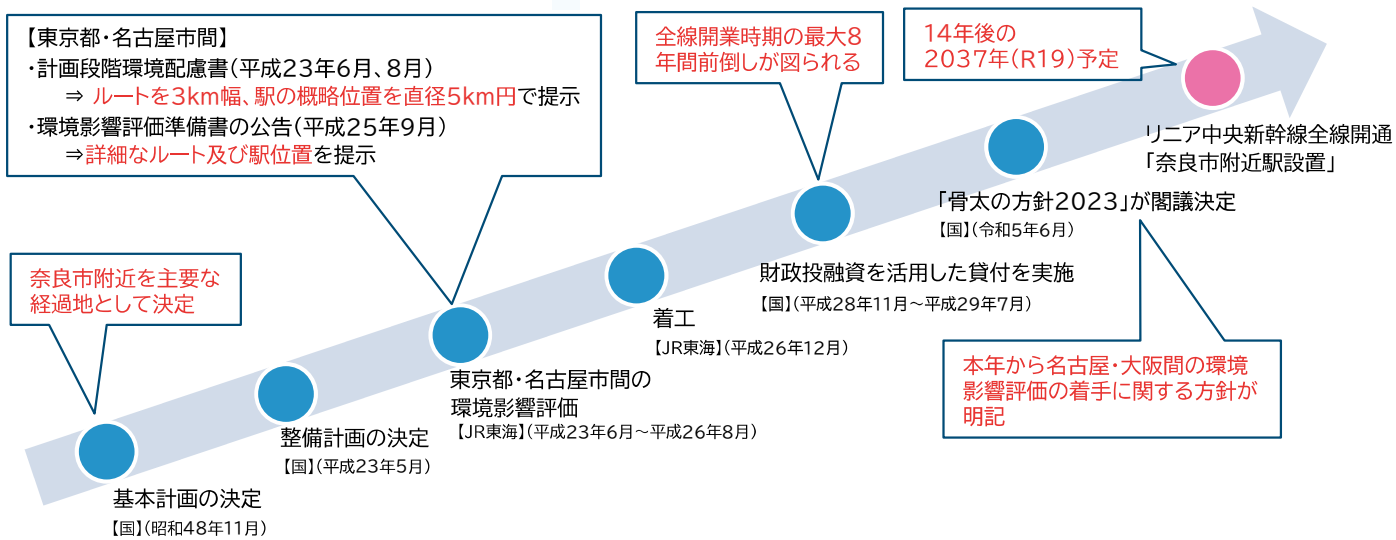 【東京都・名古屋市間】
・計画段階環境配慮書(平成23年6月、8月)
⇒ ルートを3km幅、駅の概略位置を直径5km円で提示
・環境影響評価準備書の公告(平成25年9月)
⇒詳細なルート及び駅位置を提示
全線開業時期の最大8
年間前倒しが図られる
14年後の
2037年(R19)予定
リニア中央新幹線全線開通
「奈良市附近駅設置」
「骨太の方針2023」が閣議決定
【国】(令和5年6月)
奈良市附近を主要な
経過地として決定
財政投融資を活用した貸付を実施
【国】(平成28年11月〜平成29年7月)
着工
【JR東海】(平成26年12月)
本年から名古屋・大阪間の環境
影響評価の着手に関する方針が
明記
東京都・名古屋市間の
環境影響評価
【JR東海】(平成23年6月〜平成26年8月)
整備計画の決定
【国】(平成23年5月)
基本計画の決定
【国】(昭和48年11月)